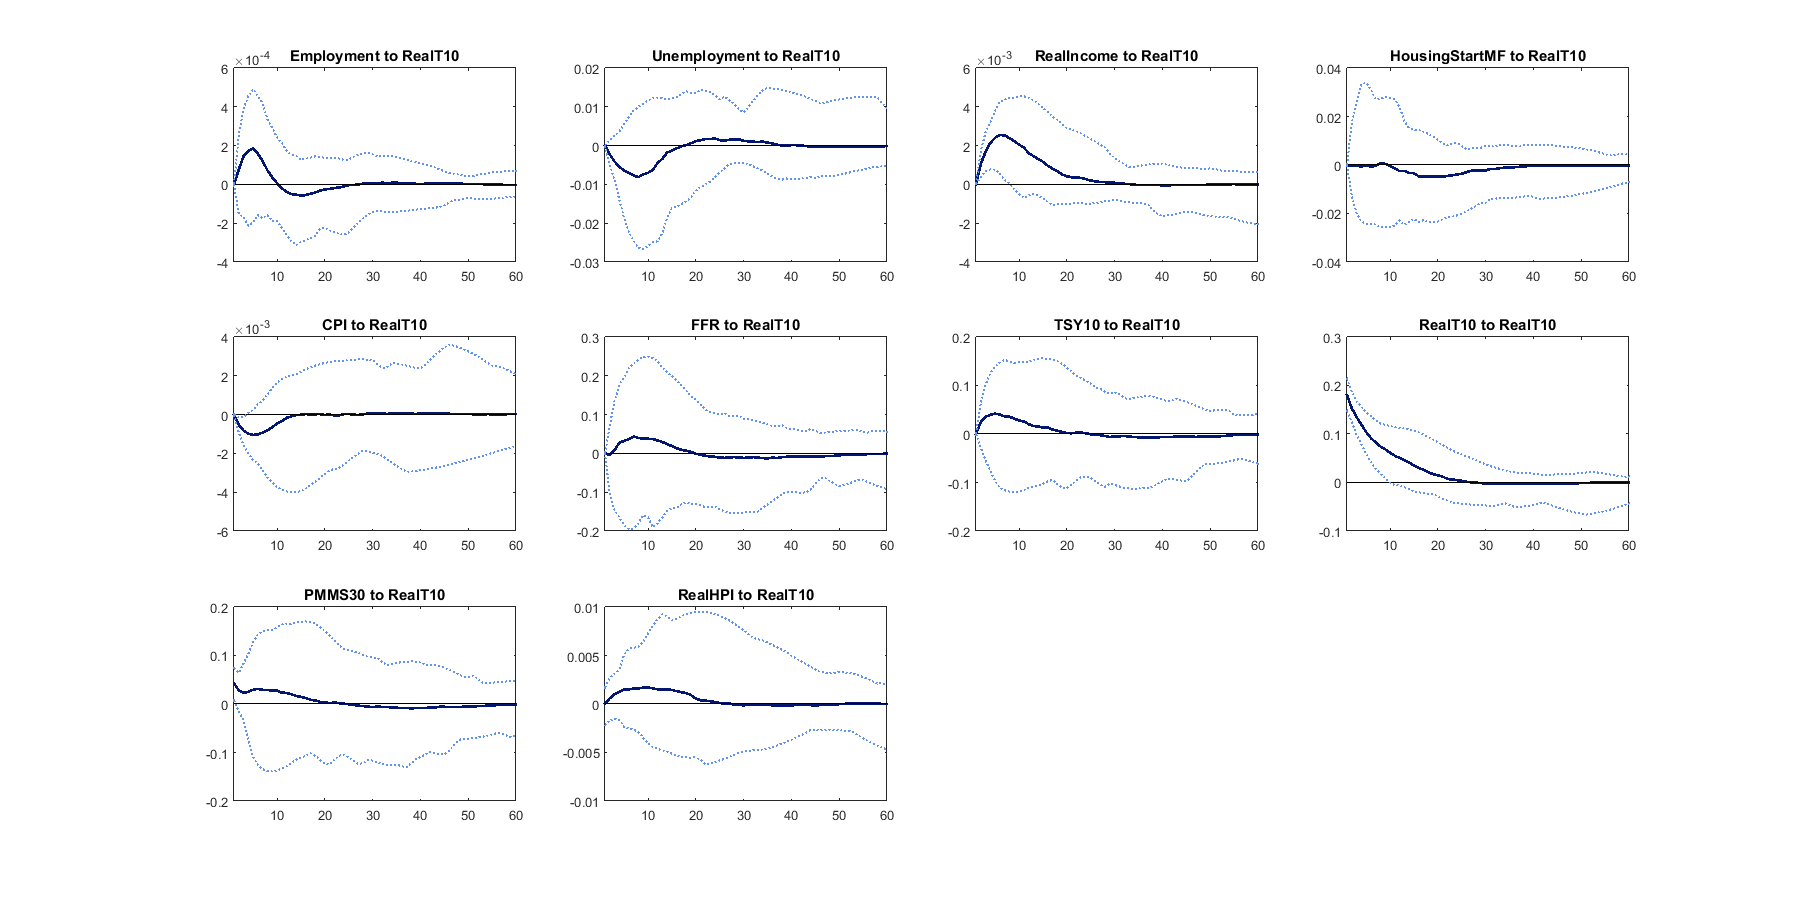 ×10-4 Employment to RealT10
6
4
2
0
-2
-4
10 20 30 40 50 60
Unemployment to RealT10
0.02
0.01
0
-0.01
-0.02
-0.03
10 20 30 40 50 60
×10-3 RealIncome to RealT10
6
4
2
0
-2
-4
10 20 30 40 50 60
HousingStartMF to RealT10
0.04
0.02
0
-0.02
-0.04
10 20 30 40 50 60
×10-3 CPI to RealT10
4
2
0
-2
-4
-6
10 20 30 40 50 60
FFR to RealT10
0.3
0.2
0.1
0
-0.1
-0.2
10 20 30 40 50 60
TSY10 to RealT10
0.2
0.1
0
-0.1
-0.2
10 20 30 40 50 60
RealT10 to RealT10
0.3
0.2
0.1
0
-0.1
10 20 30 40 50 60
PMMS30 to RealT10
0.2
0.1
0
-0.1
-0.2
10 20 30 40 50 60
RealHPI to RealT10
0.01
0.005
0
-0.005
-0.01
10 20 30 40 50 60